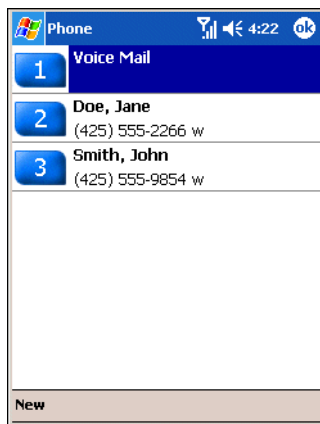 Phone 4:22 ok
1 Voice Mail
2 Doe, Jane
(425) 555-2266 w
3 Smith, John
(425) 555-9854 w
New